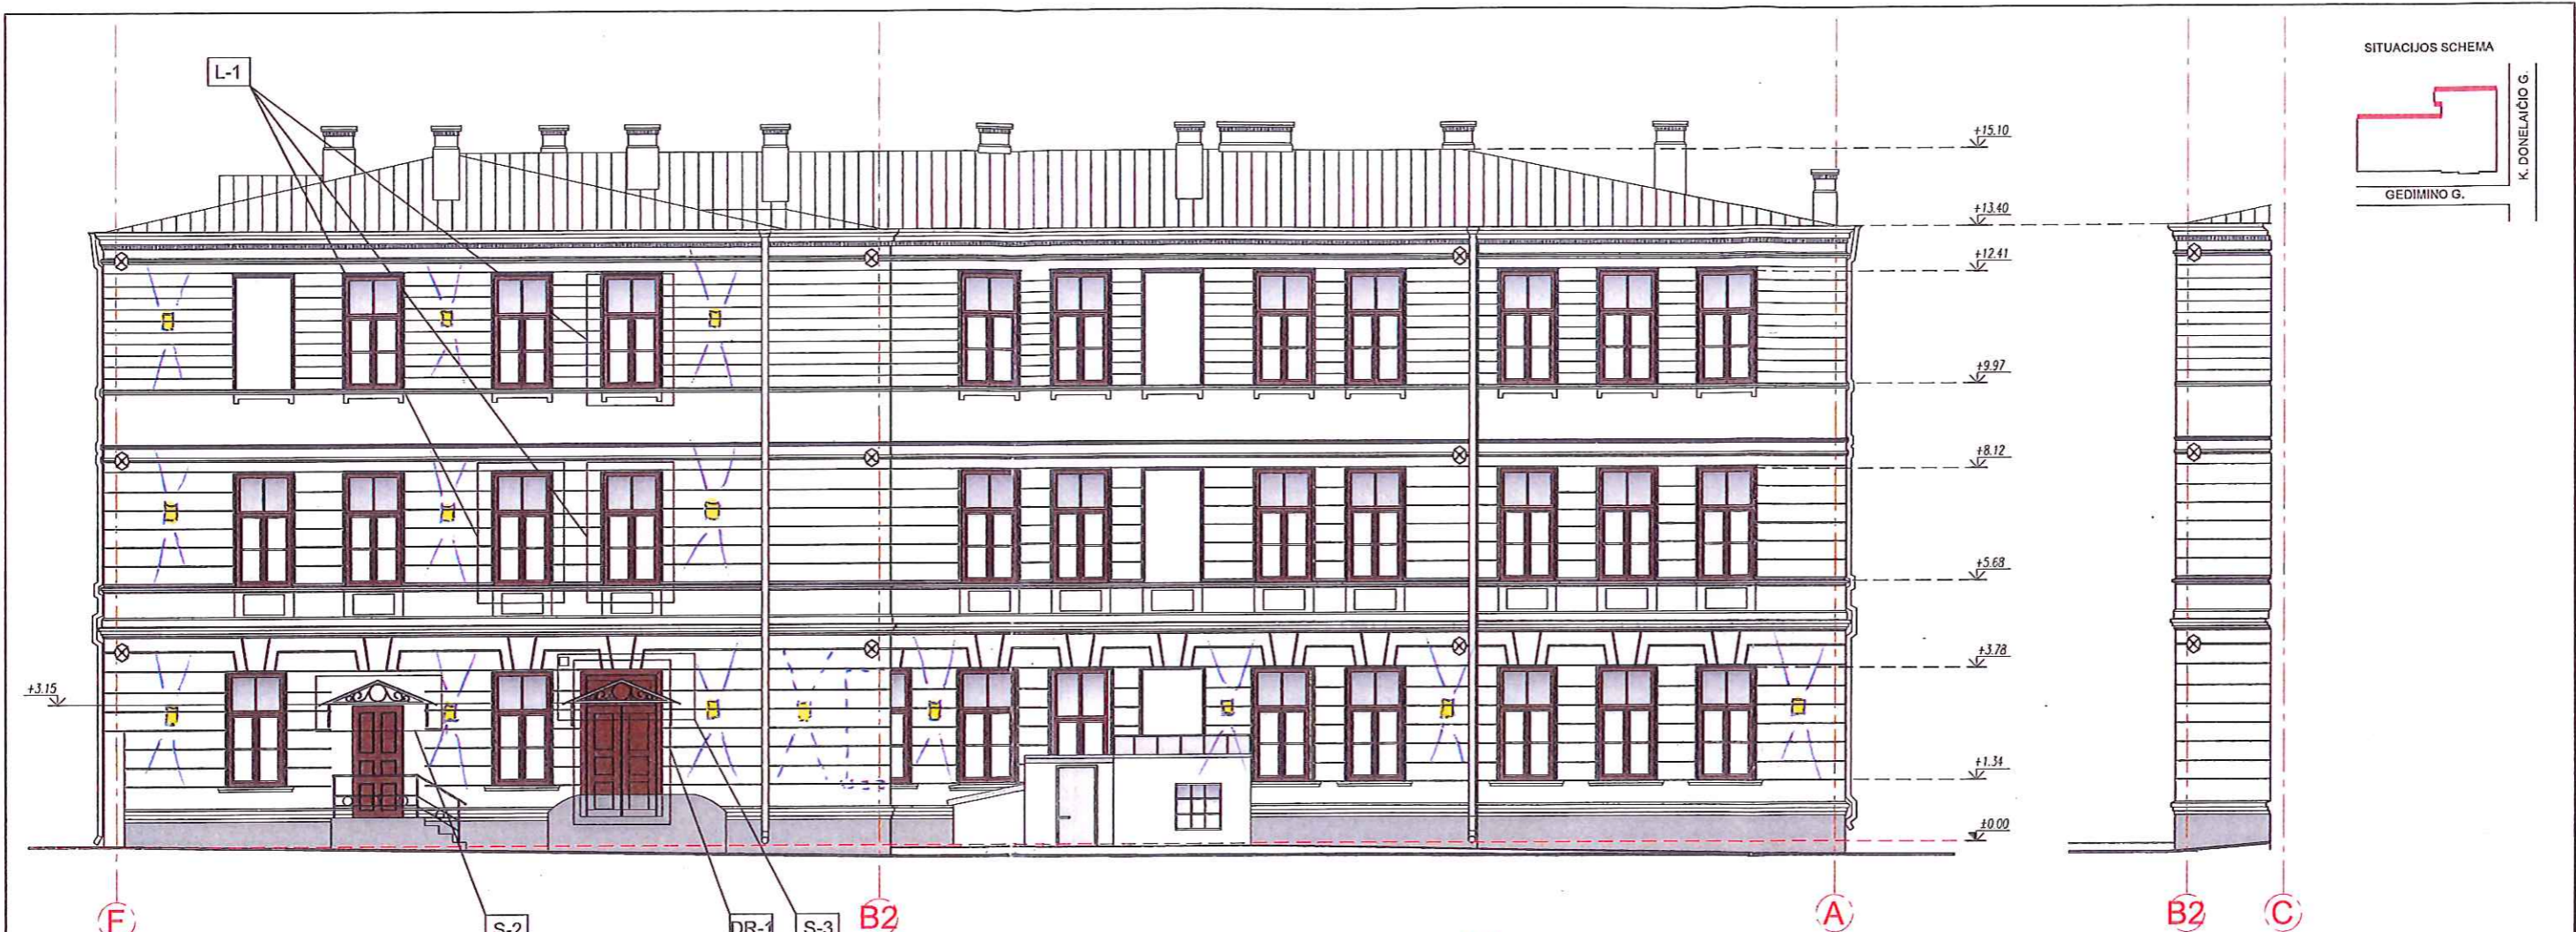 SITUACIJOS SCHEMA
K. DONELAIČIO G.
GEDIMINO G.
L-1
+15.10
+13.40
+12.41
+9.97
+8.12
+5.68
+3.78
+3.15
+1.34
±0.00
F
S-2
DR-1
S-3
B2
A
B2
C